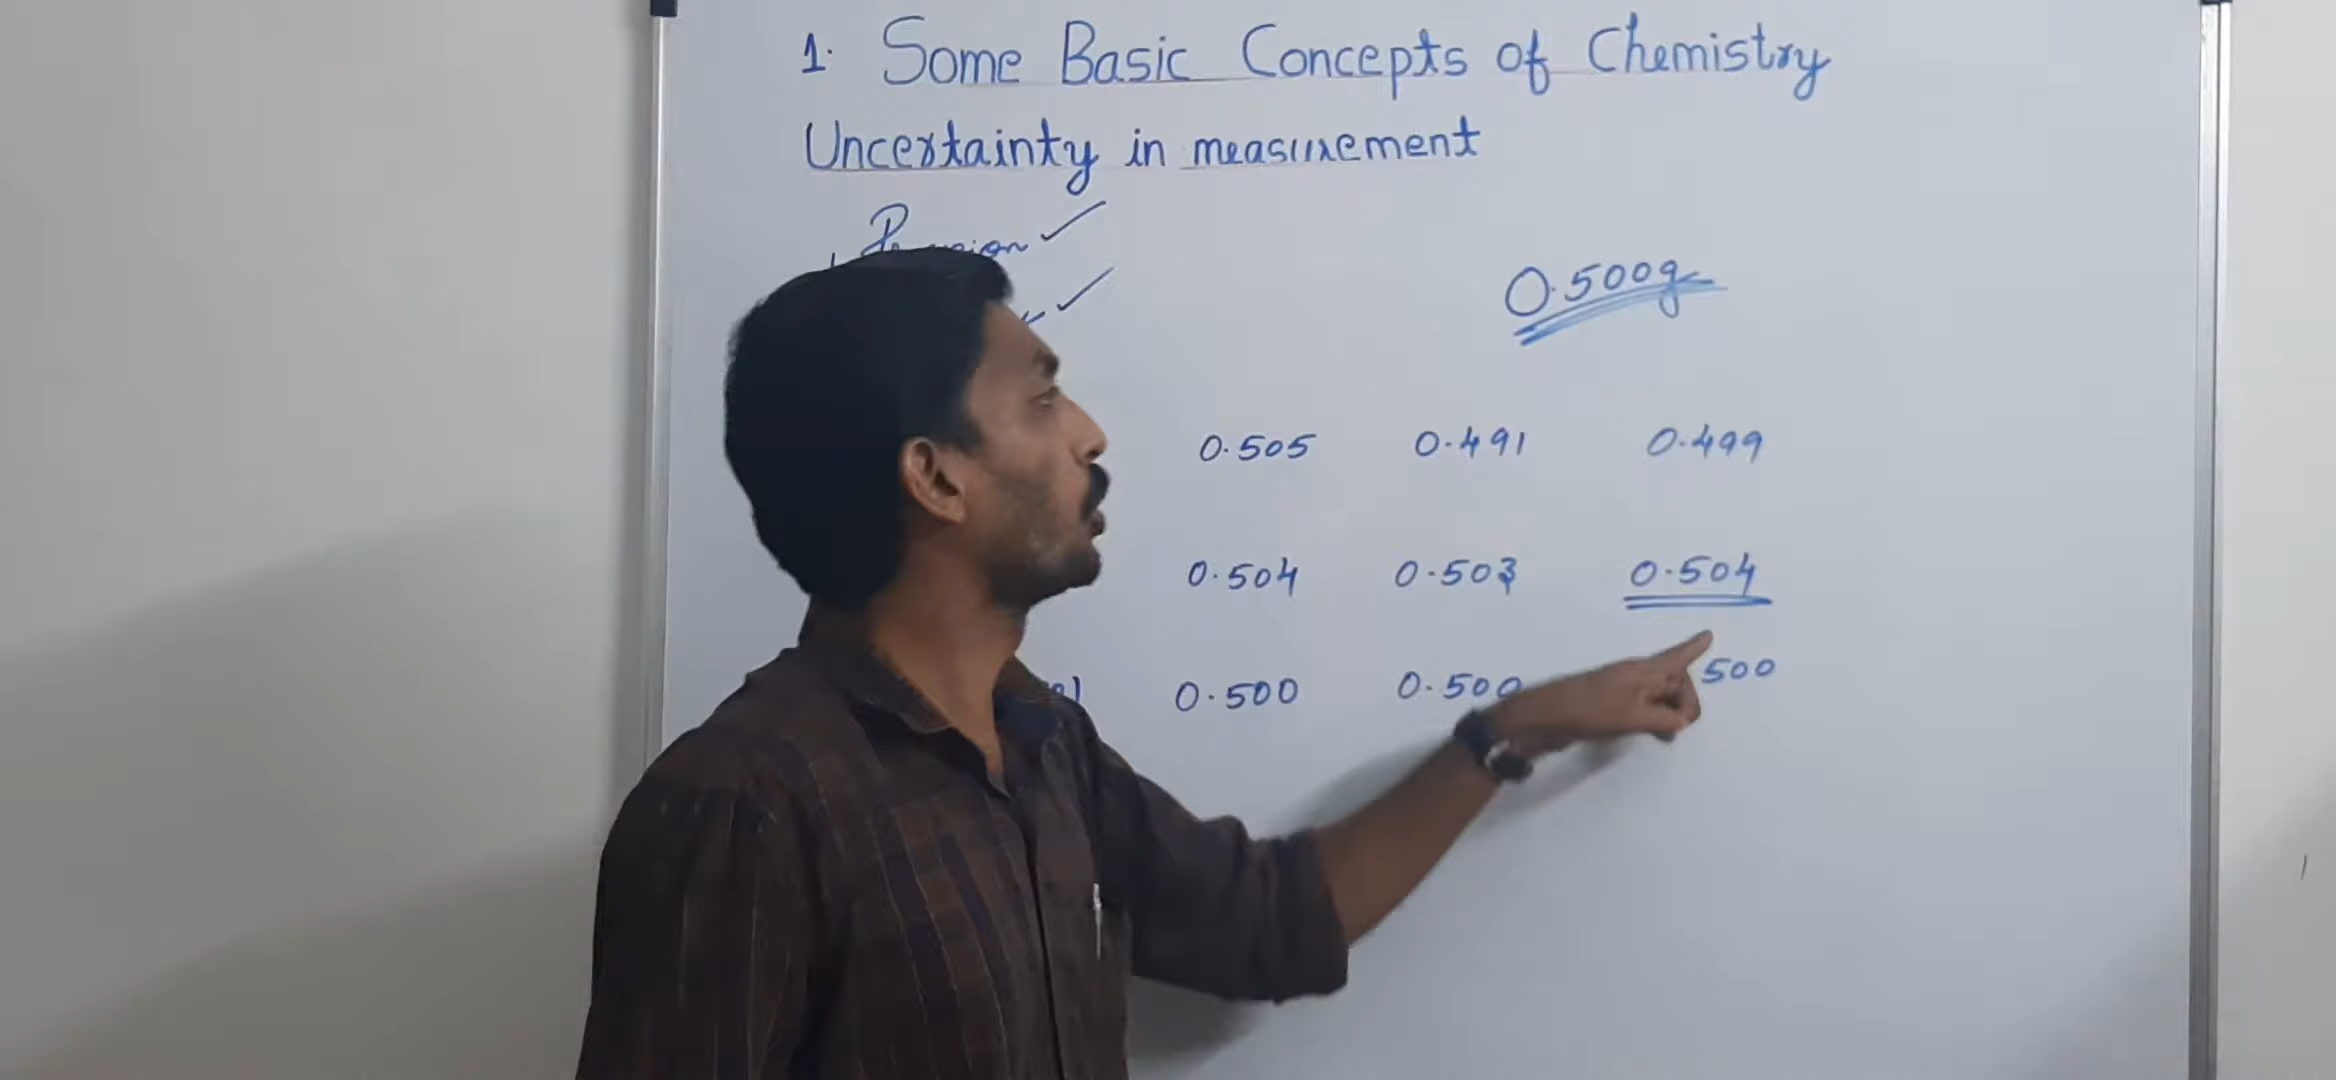 1. Some Basic Concepts of Chemistry
Uncertainty in measurement
0.500g
0.505 0.491 0.499
0.504 0.503 0.504
0.500 0.500 500